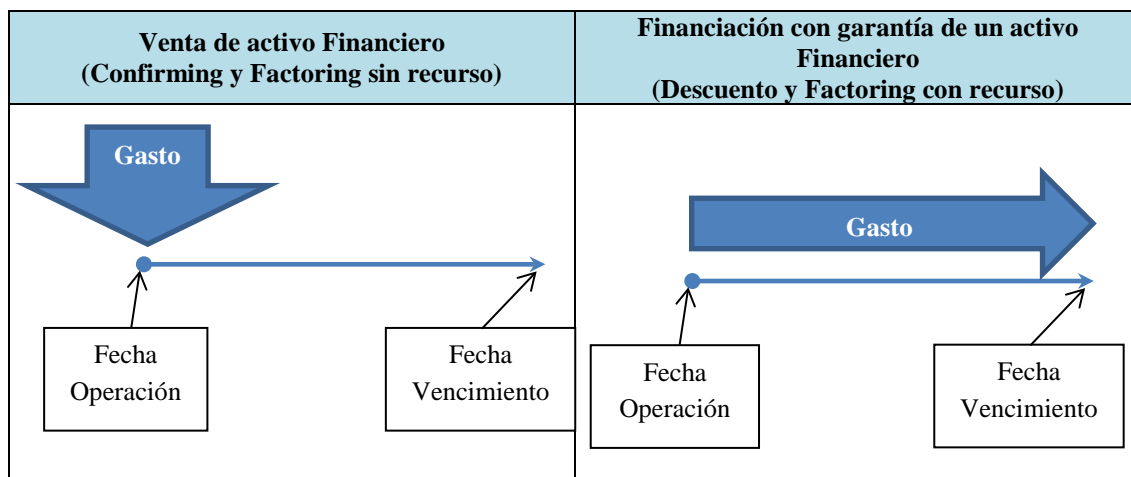 Venta de activo Financiero
(Confirming y Factoring sin recurso)
Financiación con garantía de un activo
Financiero
(Descuento y Factoring con recurso)
Gasto
Fecha
Operación
Fecha
Vencimiento
Gasto
Fecha
Operación
Fecha
Vencimiento